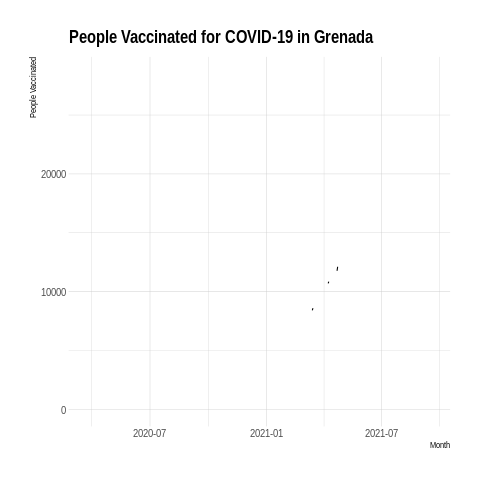 People Vaccinated for COVID-19 in Grenada
People Vaccinated
20000
10000
0
2020-07
2021-01
2021-07
Month